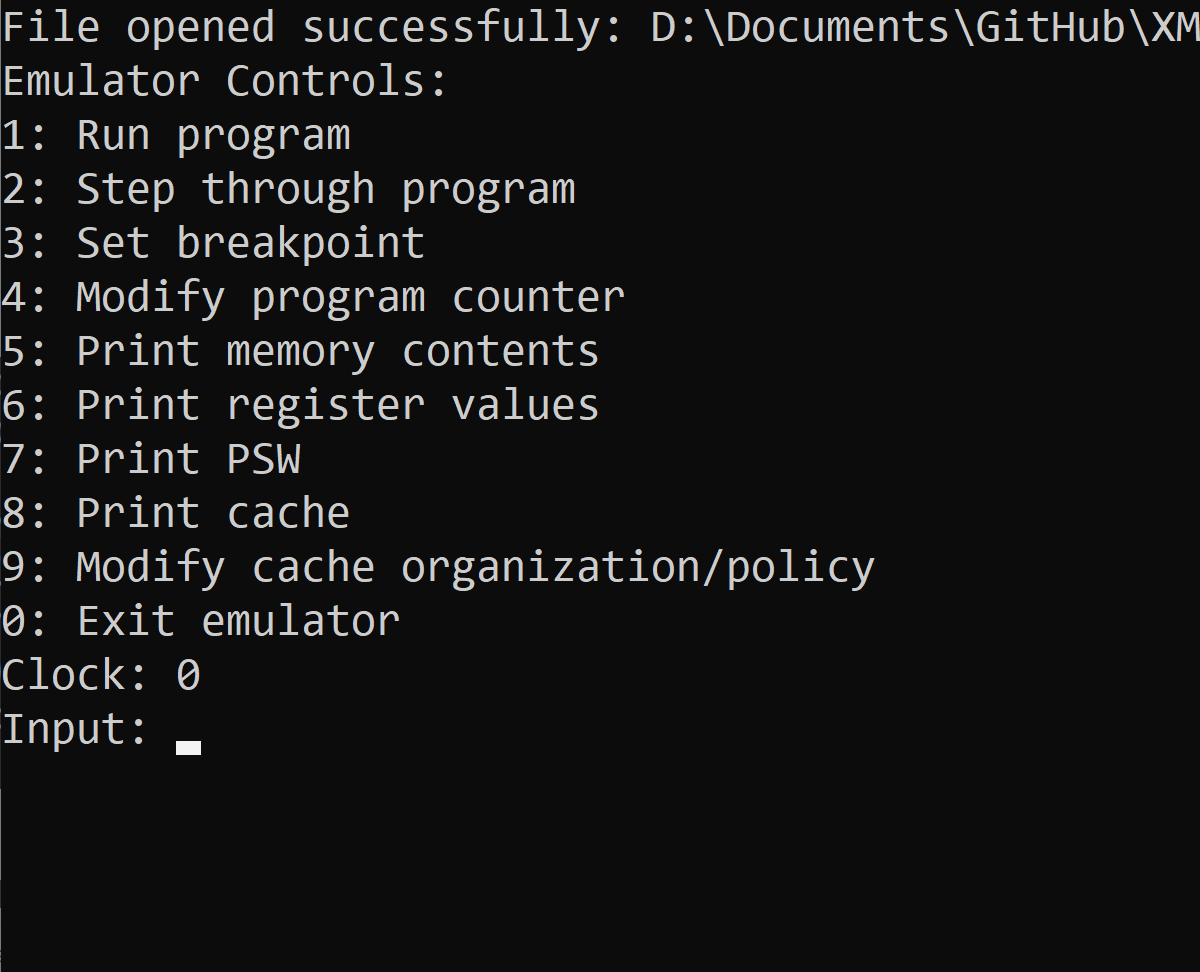 File opened successfully: D:\Documents\GitHub\XM
Emulator Controls:
1: Run program
2: Step through program
3: Set breakpoint
4: Modify program counter
5: Print memory contents
6: Print register values
7: Print PSW
8: Print cache
9: Modify cache organization/policy
0: Exit emulator
Clock: 0
Input: